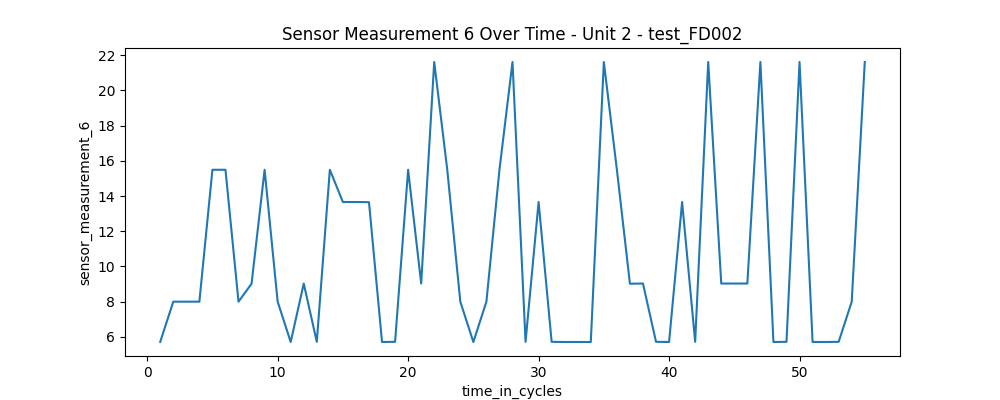 Sensor Measurement 6 Over Time - Unit 2 - test_FD002
22
20
18
16
14
12
10
8
6
sensor_measurement_6
0 10 20 30 40 50
time_in_cycles